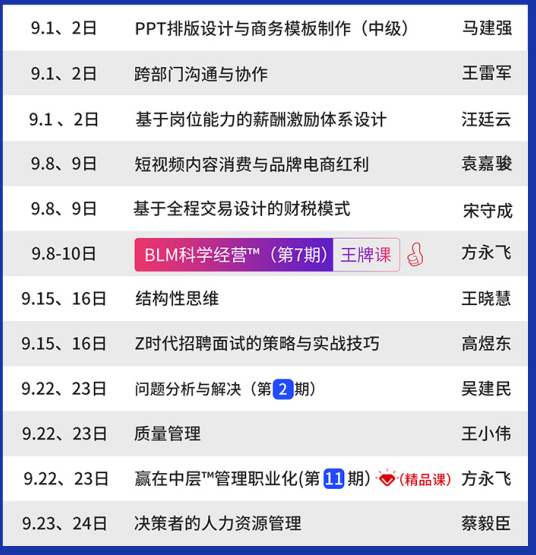 9.1、2日 PPT排版设计与商务模板制作（中级） 马建强
9.1、2日 跨部门沟通与协作 王雷军
9.1 、2日 基于岗位能力的薪酬激励体系设计 汪廷云
9.8、9日 短视频内容消费与品牌电商红利 袁嘉骏
9.8、9日 基于全程交易设计的财税模式 宋守成
9.8-10日 BLM科学经营™（第7期） 王牌课 方永飞
9.15、16日 结构性思维 王晓慧
9.15、16日 Z时代招聘面试的策略与实战技巧 高煜东
9.22、23日 问题分析与解决（第2期） 吴建民
9.22、23日 质量管理 王小伟
9.22、23日 赢在中层™管理职业化(第11期）（精品课） 方永飞
9.23、24日 决策者的人力资源管理 蔡毅臣